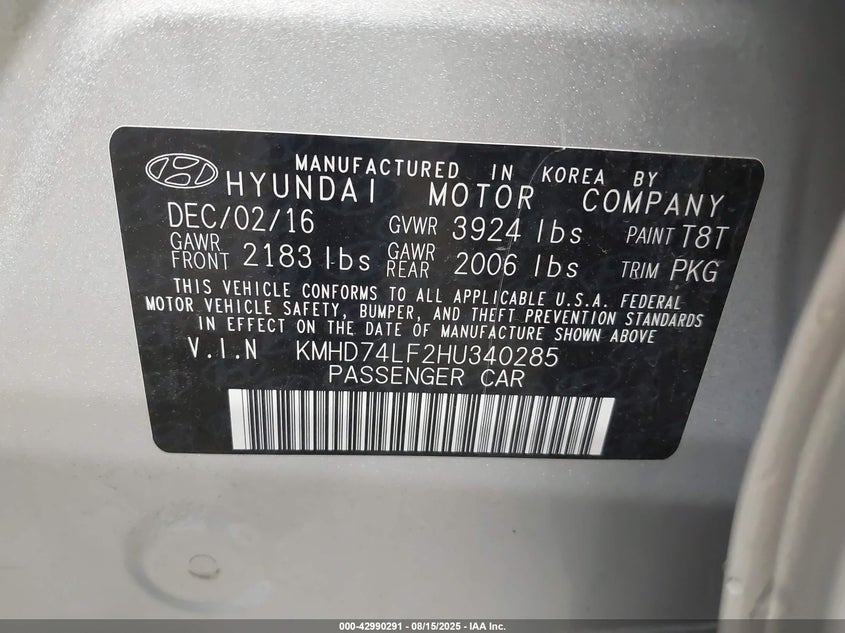 MANUFACTURED IN KOREA BY
HYUNDAI MOTOR COMPANY
DEC/02/16 GVWR 3924 lbs PAINT T8T
GAWR FRONT 2183 lbs GAWR REAR 2006 lbs TRIM PKG
THIS VEHICLE CONFORMS TO ALL APPLICABLE U.S.A. FEDERAL
MOTOR VEHICLE SAFETY, BUMPER, AND THEFT PREVENTION STANDARDS
IN EFFECT ON THE DATE OF MANUFACTURE SHOWN ABOVE
V.I.N KMHD74LF2HU340285
PASSENGER CAR
000-42990291 - 08/15/2025 - IAA Inc.